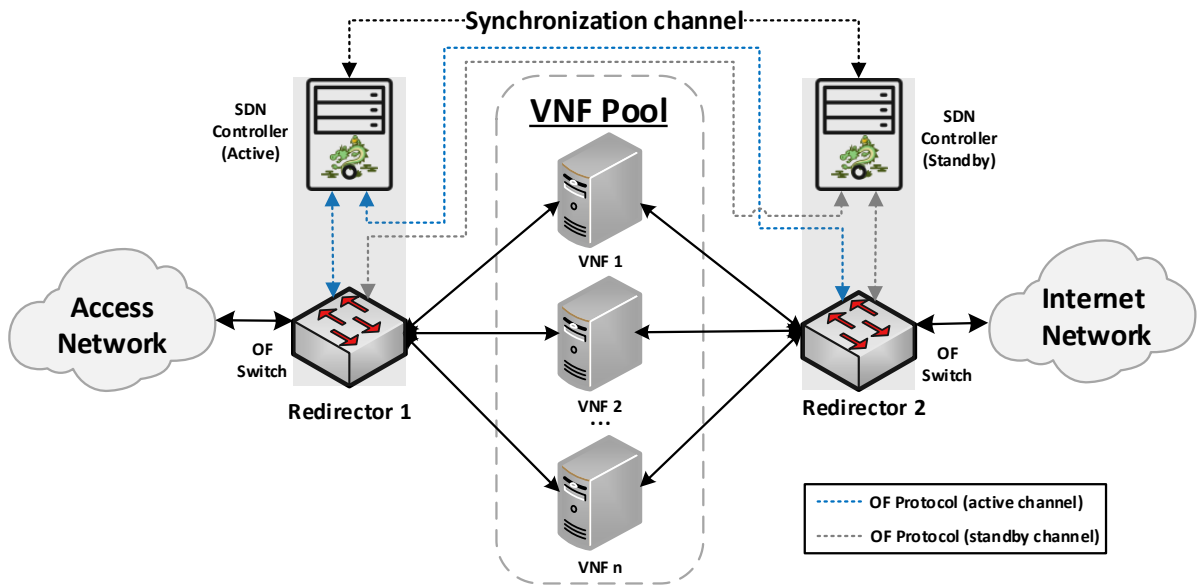 Synchronization channel
SDN
Controller
(Active)
VNF Pool
SDN
Controller
(Standby)
VNF 1
Access
Network
Internet
Network
OF
Switch
OF
Switch
Redirector 1
VNF 2
...
Redirector 2
VNF n
OF Protocol (active channel)
OF Protocol (standby channel)